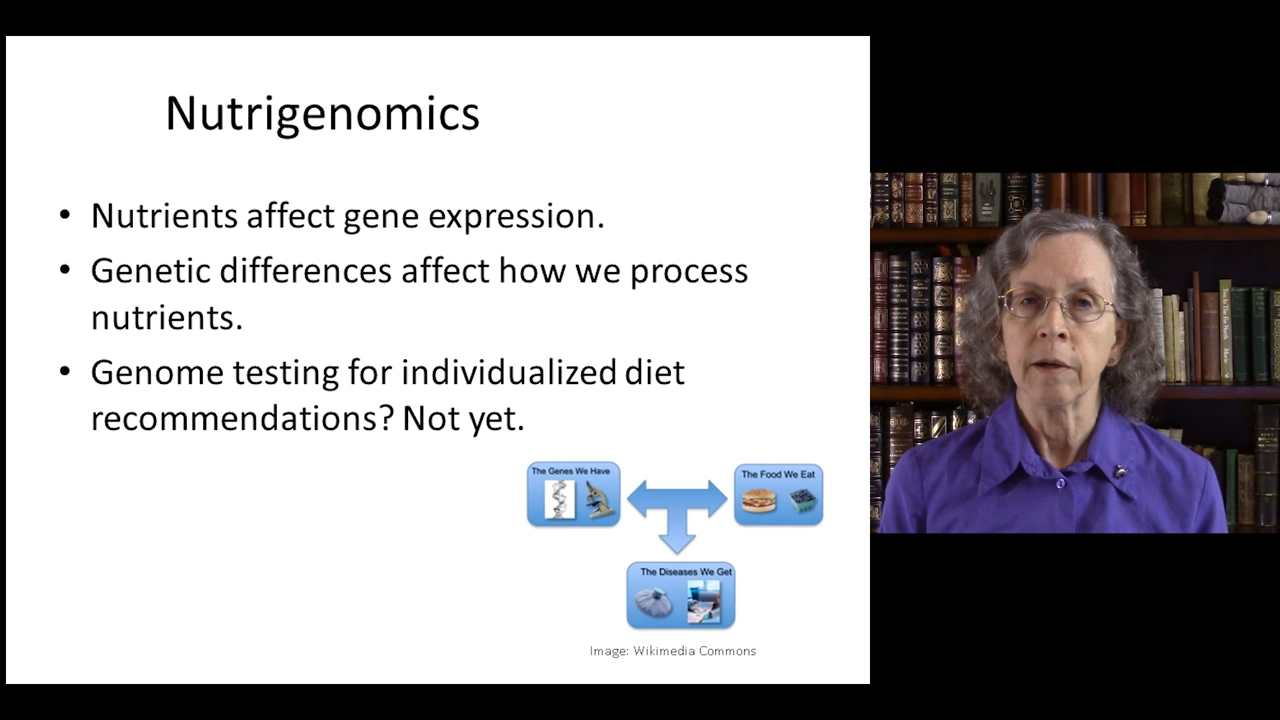 Nutrigenomics
• Nutrients affect gene expression.
• Genetic differences affect how we process
nutrients.
• Genome testing for individualized diet
recommendations? Not yet.
The Genes We Have
The Food We Eat
The Diseases We Get
Image: Wikimedia Commons